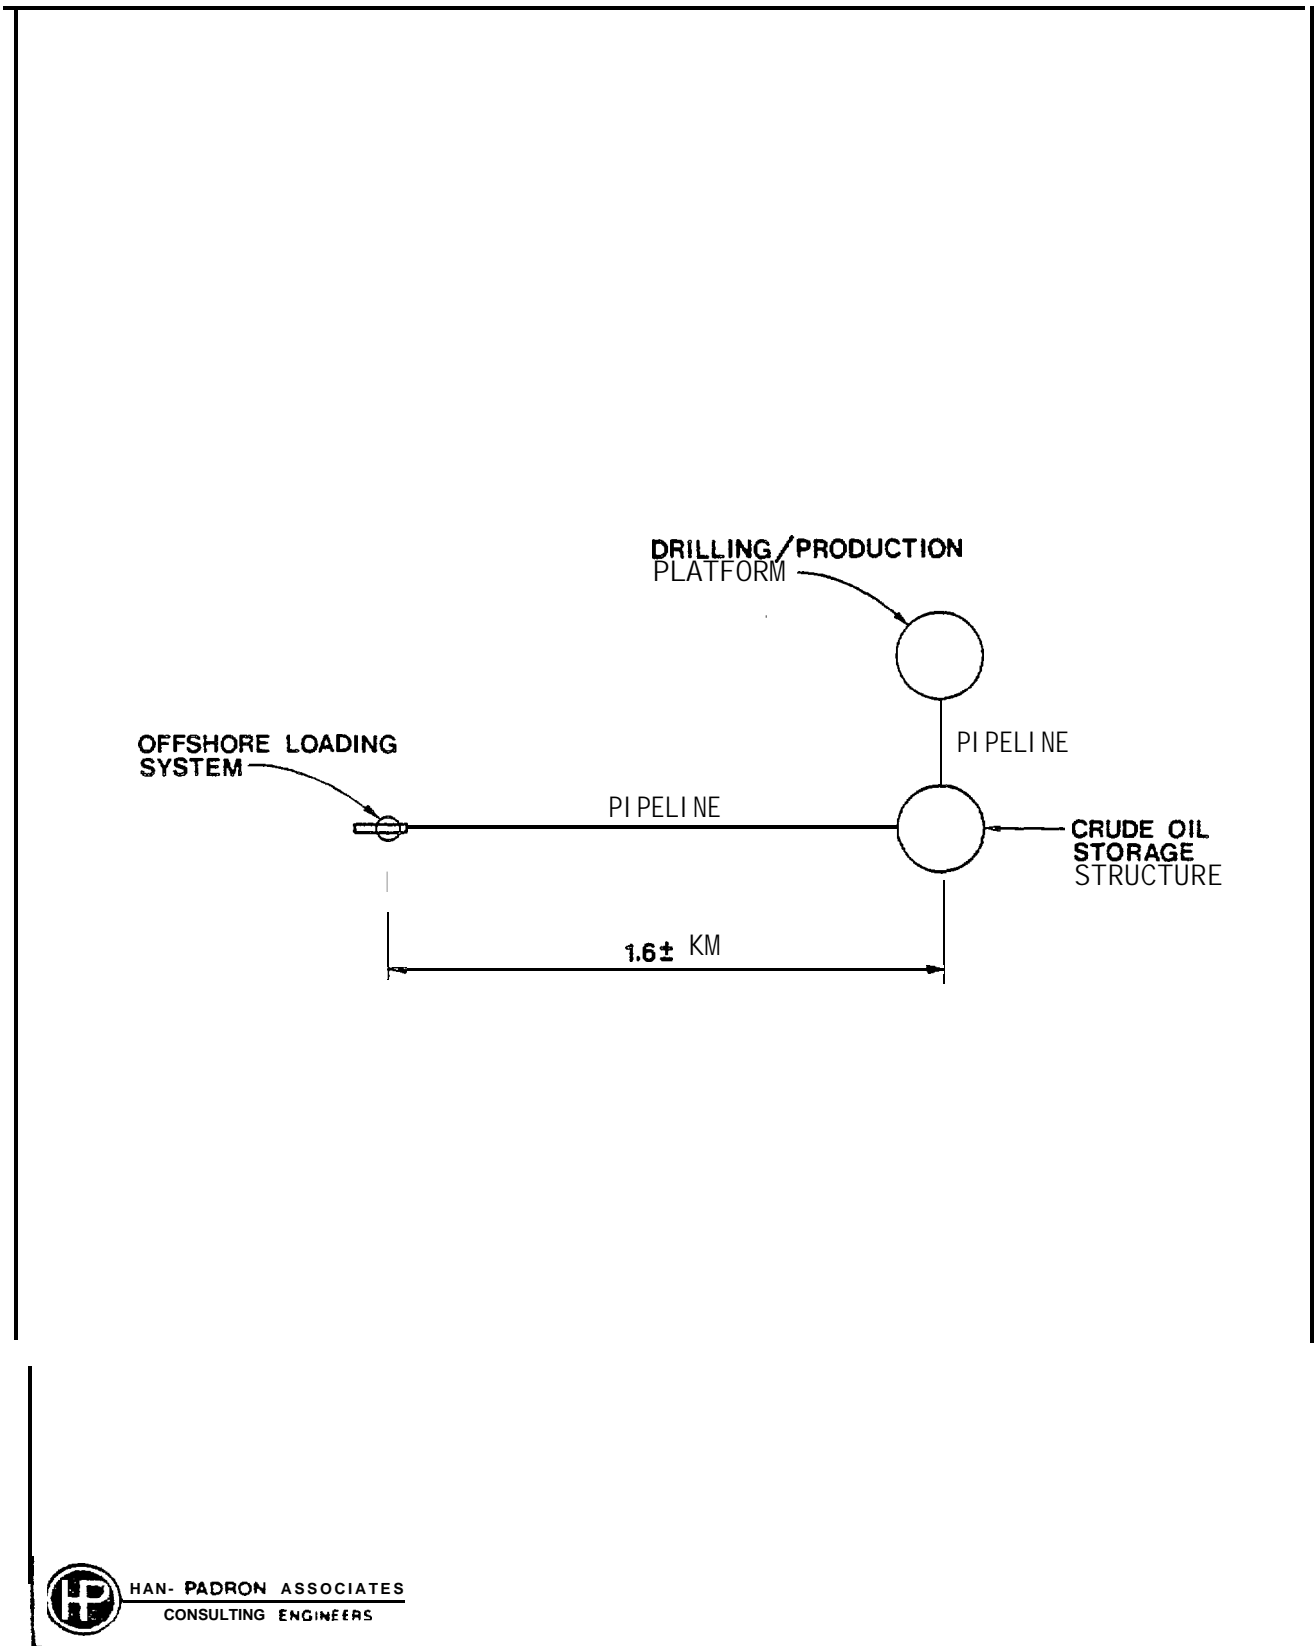 DRILLING/PRODUCTION
PLATFORM
OFFSHORE LOADING
SYSTEM
PIPELINE
PIPELINE
CRUDE OIL
STORAGE
STRUCTURE
1.6± KM
HP
HAN- PADRON ASSOCIATES
CONSULTING ENGINEERS